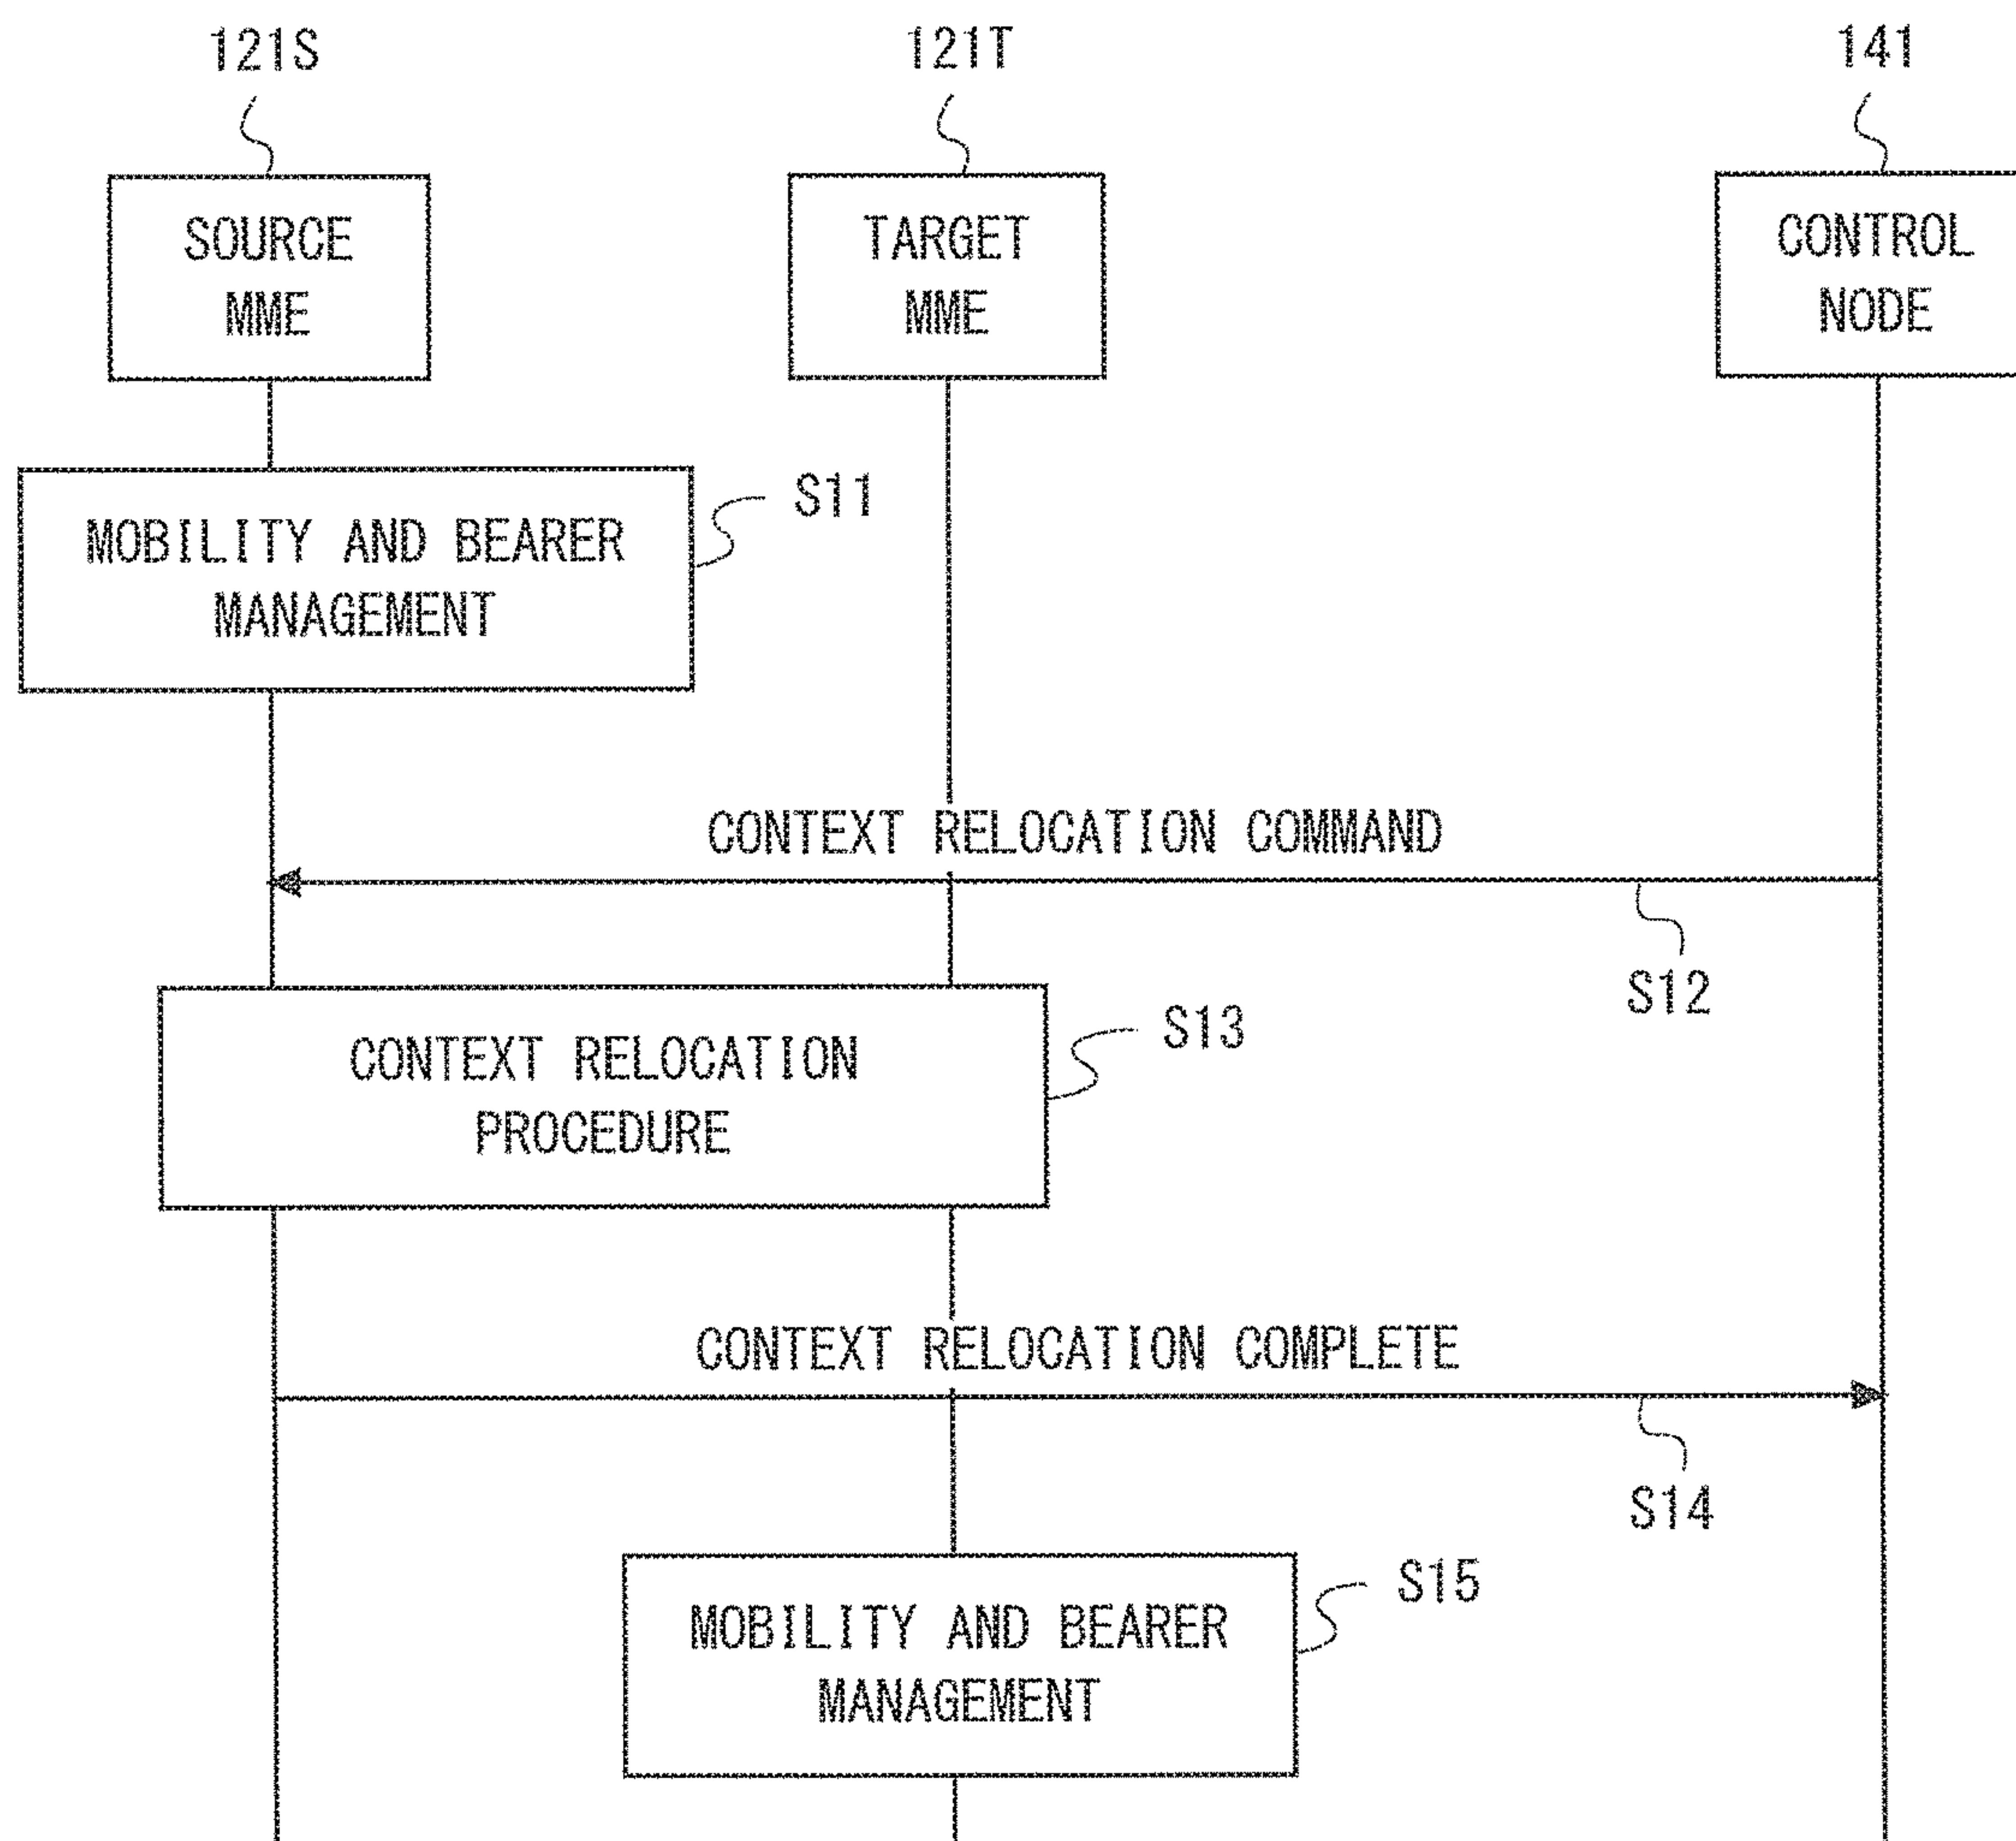 121S
121T
141
SOURCE
MME
TARGET
MME
CONTROL
NODE
S11
MOBILITY AND BEARER
MANAGEMENT
CONTEXT RELOCATION COMMAND
S12
S13
CONTEXT RELOCATION
PROCEDURE
CONTEXT RELOCATION COMPLETE
S14
S15
MOBILITY AND BEARER
MANAGEMENT